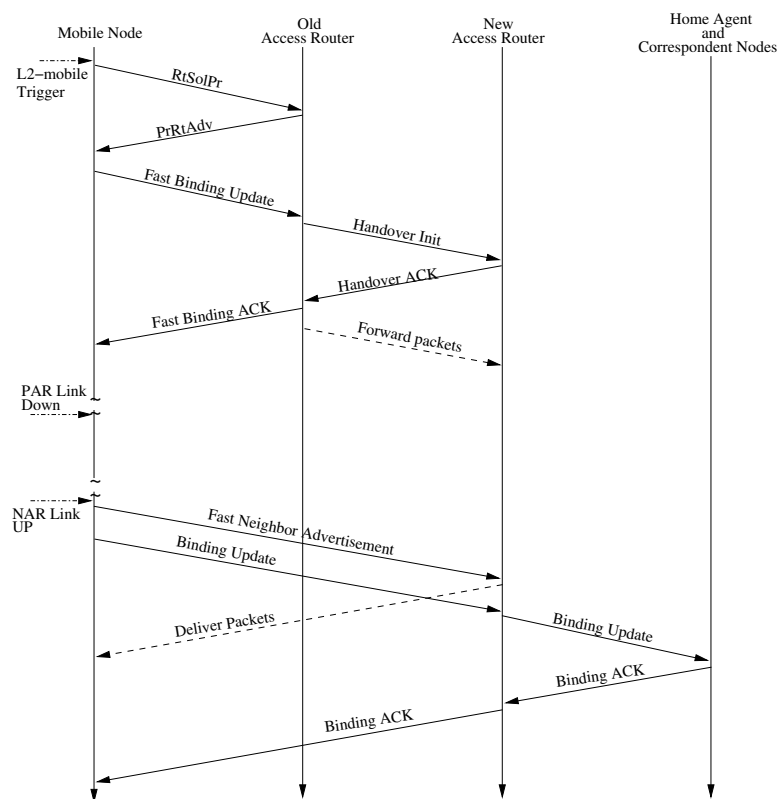 Mobile Node
Old
Access Router
New
Access Router
Home Agent
and
Correspondent Nodes
L2−mobile
Trigger
RtSolPr
PrRtAdv
Fast Binding Update
Handover Init
Handover ACK
Fast Binding ACK
Forward packets
PAR Link
Down
~
~
~
~
NAR Link
UP
Fast Neighbor Advertisement
Binding Update
Deliver Packets
Binding Update
Binding ACK
Binding ACK